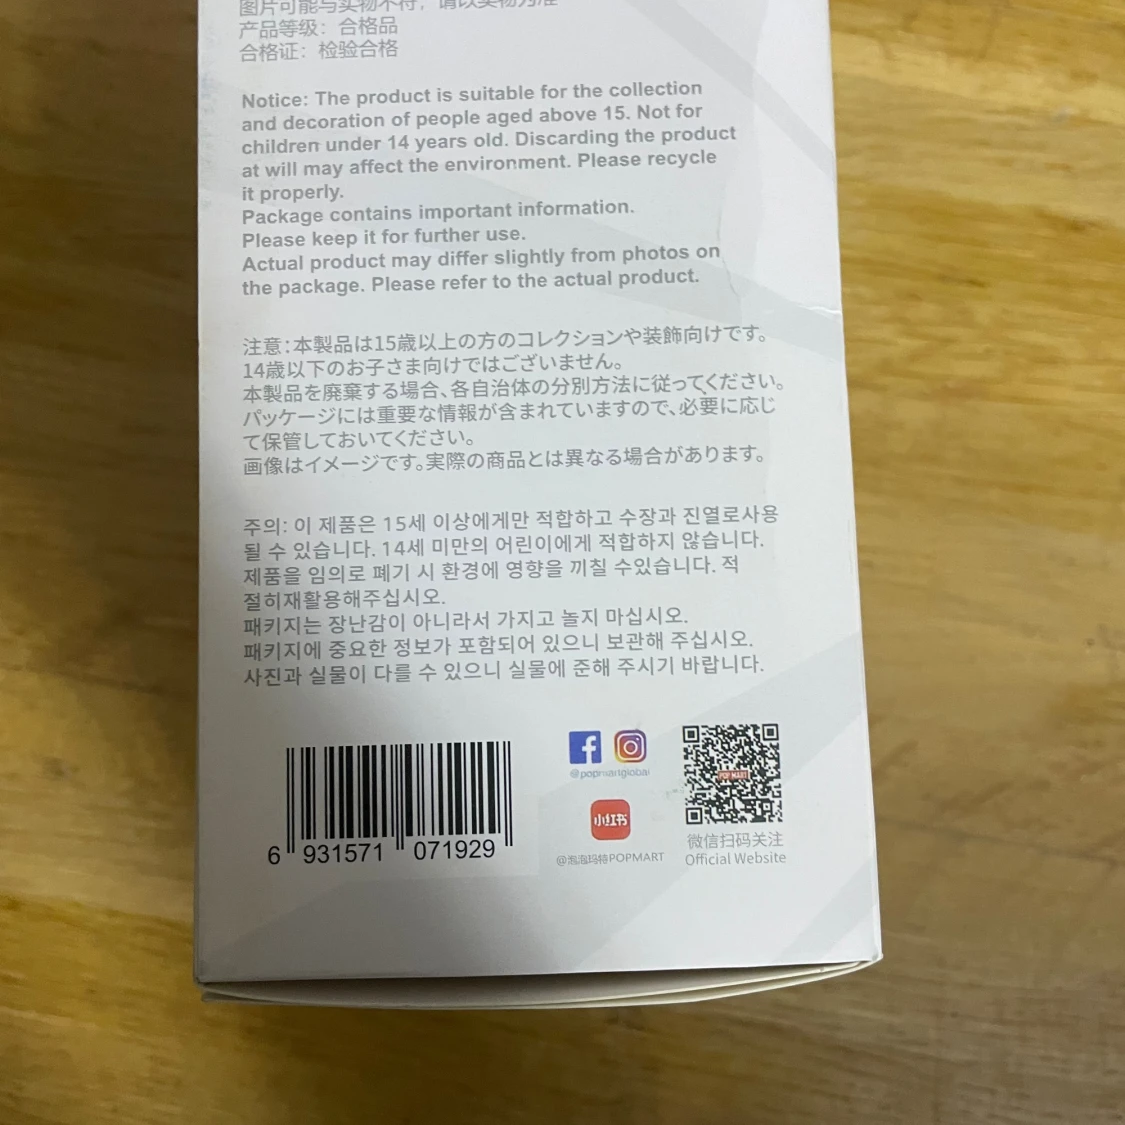 图片可能与实物不符，请以实物为准
产品等级：合格品
合格证：检验合格
Notice: The product is suitable for the collection
and decoration of people aged above 15. Not for
children under 14 years old. Discarding the product
at will may affect the environment. Please recycle
it properly.
Package contains important information.
Please keep it for further use.
Actual product may differ slightly from photos on
the package. Please refer to the actual product.
注意:本製品は15歳以上の方のコレクションや装飾向けです。
14歳以下のお子さま向けではございません。
本製品を廃棄する場合、各自治体の分別方法に従ってください。
パッケージには重要な情報が含まれていますので、必要に応じ
て保管しておいてください。
画像はイメージです。実際の商品とは異なる場合があります。
주의: 이 제품은 15세 이상에게만 적합하고 수장과 진열로사용
될 수 있습니다. 14세 미만의 어린이에게 적합하지 않습니다.
제품을 임의로 폐기 시 환경에 영향을 끼칠 수있습니다. 적
절히재활용해주십시오.
패키지는 장난감이 아니라서 가지고 놀지 마십시오.
패키지에 중요한 정보가 포함되어 있으니 보관해 주십시오.
사진과 실물이 다를 수 있으니 실물에 준해 주시기 바랍니다.
6 931571 071929
@popmartglobal
小红书
@泡泡玛特POPMART
POP MART
微信扫码关注
Official Website